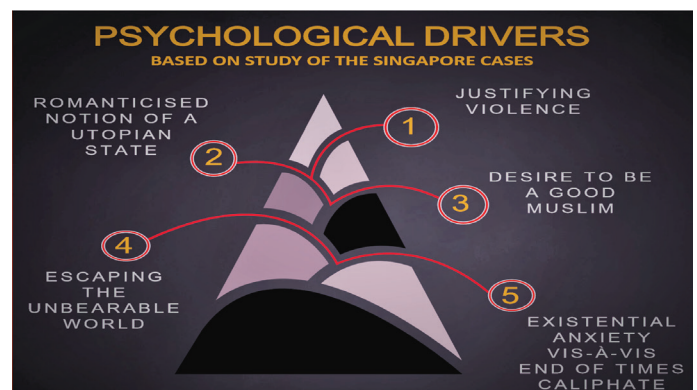 PSYCHOLOGICAL DRIVERS
BASED ON STUDY OF THE SINGAPORE CASES
1
JUSTIFYING
VIOLENCE
2
ROMANTICISED
NOTION OF A
UTOPIAN
STATE
3
DESIRE TO BE
A GOOD
MUSLIM
4
ESCAPING
THE
UNBEARABLE
WORLD
5
EXISTENTIAL
ANXIETY
VIS-À-VIS
END OF TIMES
CALIPHATE